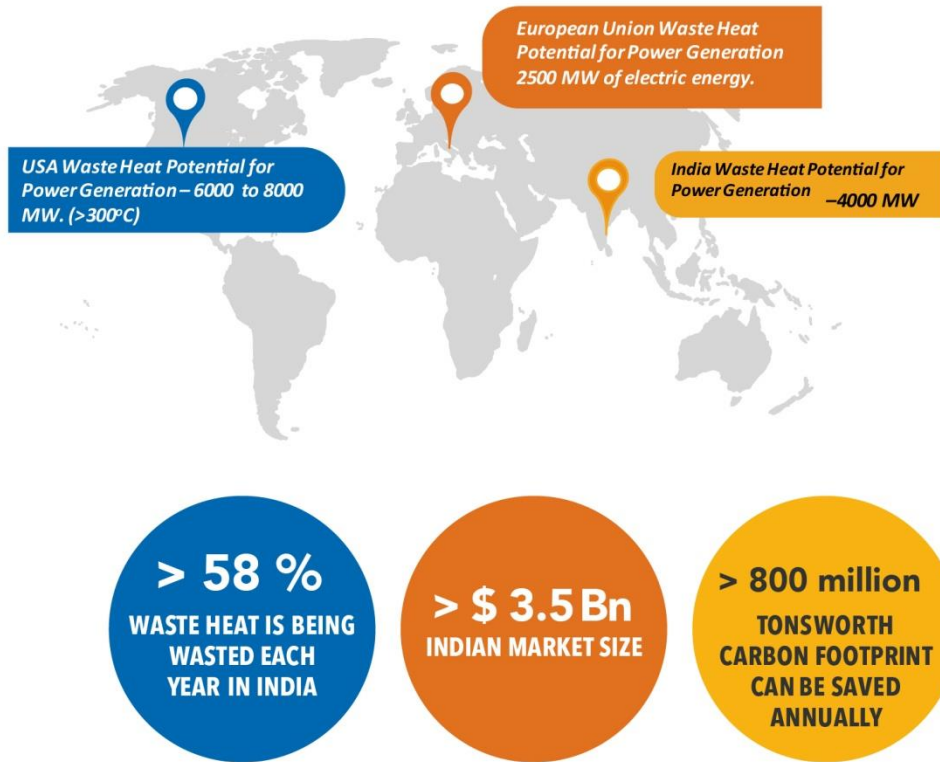 European Union Waste Heat
Potential for Power Generation
2500 MW of electric energy.
USA Waste Heat Potential for
Power Generation – 6000 to 8000
MW. (>300°C)
India Waste Heat Potential for
Power Generation –4000 MW
> 58 %
WASTE HEAT IS BEING
WASTED EACH
YEAR IN INDIA
> $ 3.5 Bn
INDIAN MARKET SIZE
> 800 million
TONSWORTH
CARBON FOOTPRINT
CAN BE SAVED
ANNUALLY